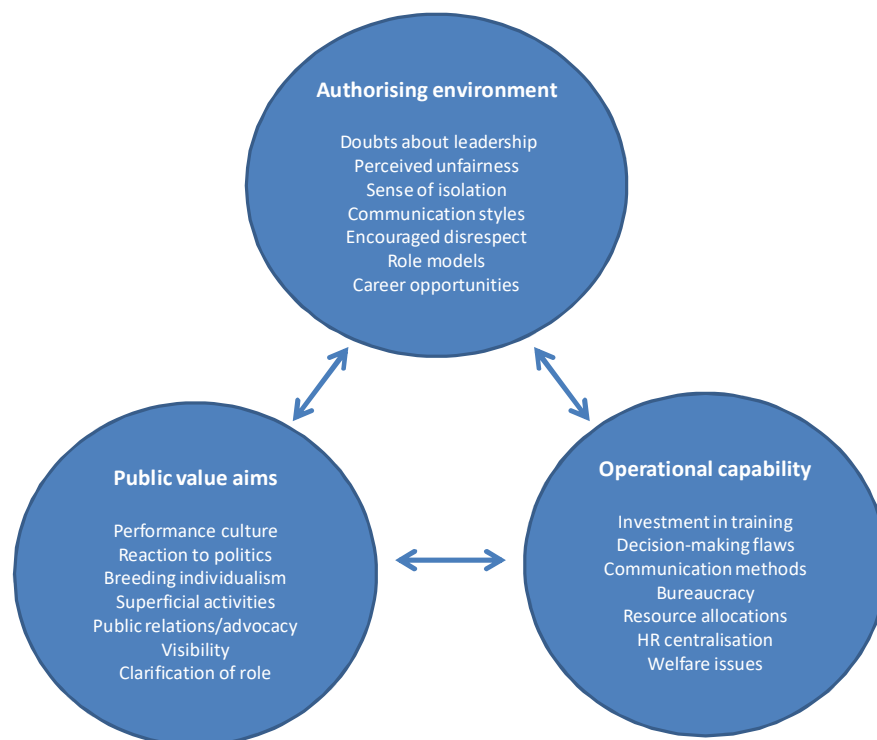 Authorising environment
Doubts about leadership
Perceived unfairness
Sense of isolation
Communication styles
Encouraged disrespect
Role models
Career opportunities
Public value aims
Performance culture
Reaction to politics
Breeding individualism
Superficial activities
Public relations/advocacy
Visibility
Clarification of role
Operational capability
Investment in training
Decision-making flaws
Communication methods
Bureaucracy
Resource allocations
HR centralisation
Welfare issues